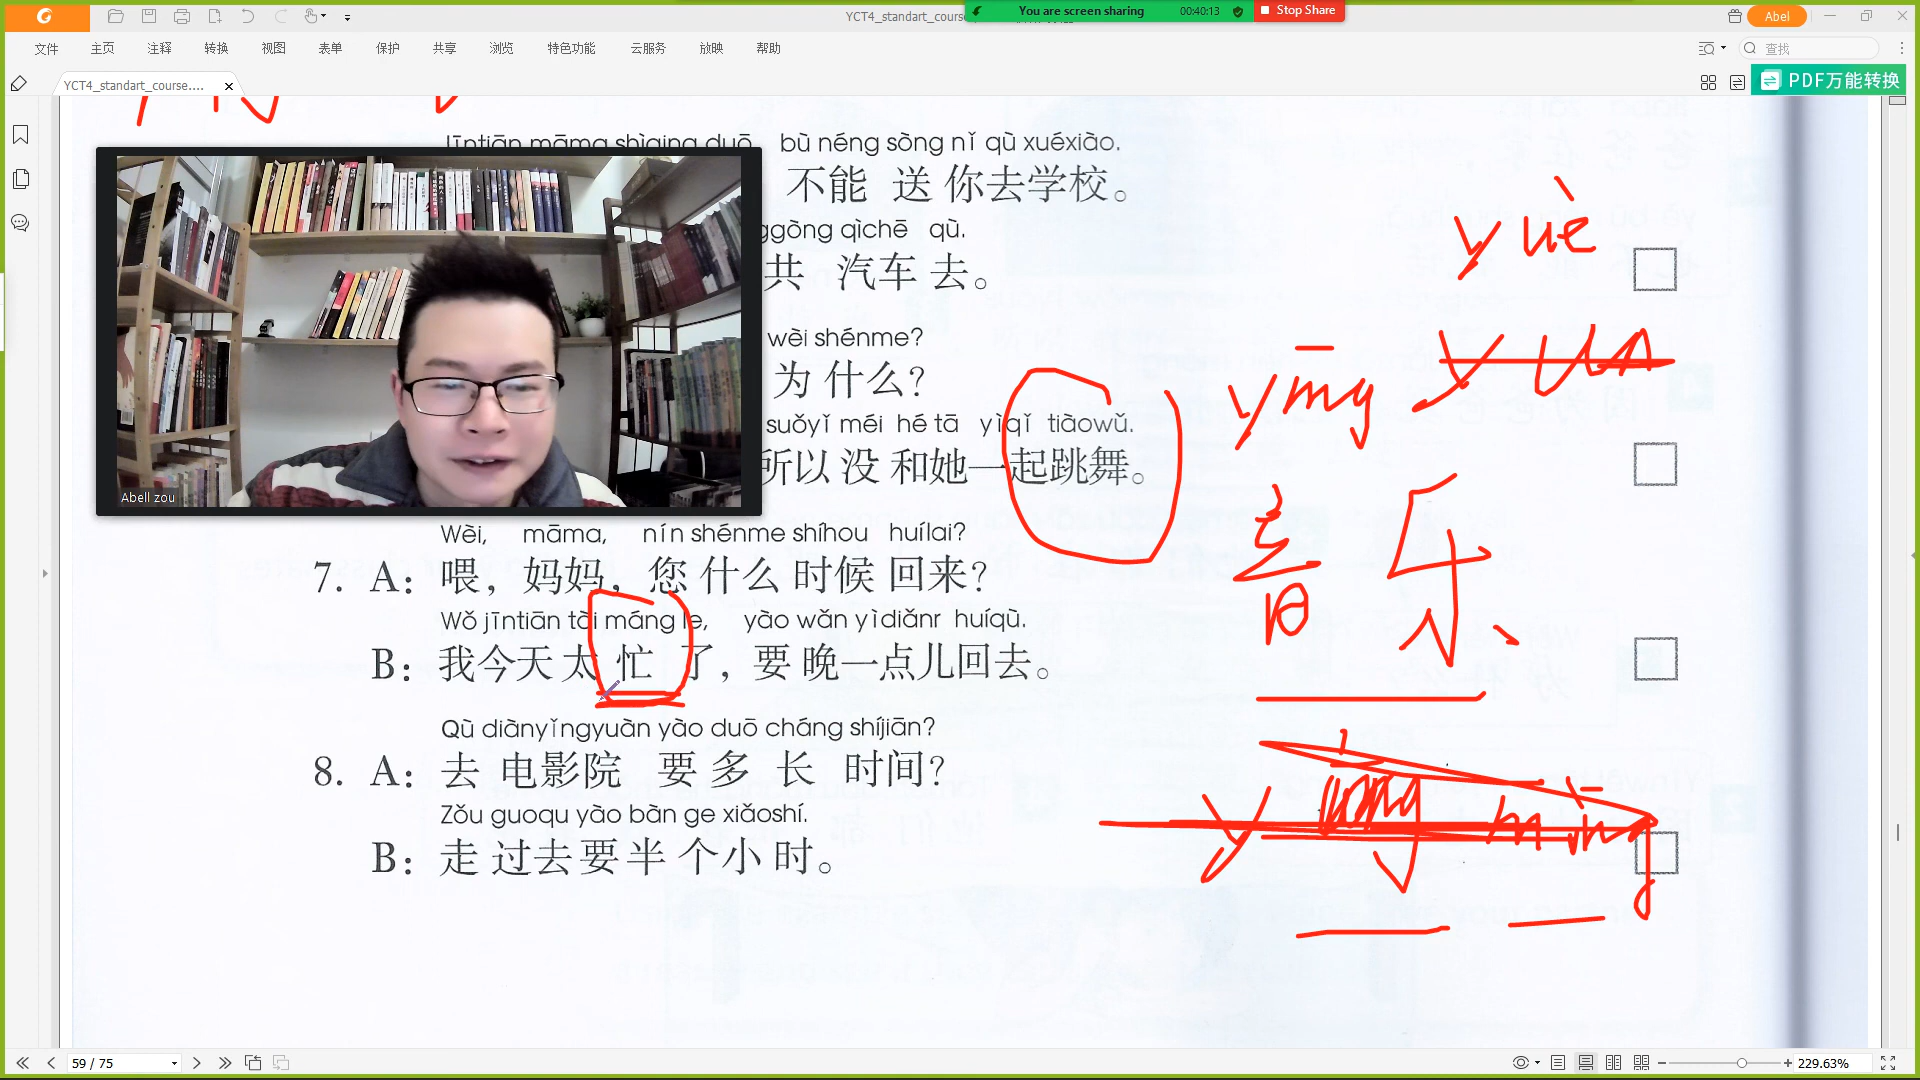 YCT4_standart_cours
You are screen sharing 00:40:13 Stop Share
Abel
文件 主页 注释 转换 视图 表单 保护 共享 浏览 特色功能 云服务 放映 帮助
查找
YCT4_standart_course....
PDF万能转换
Jīntiān māma shìqing duō bù néng sòng nǐ qù xuéxiào.
不能 送 你去学校。
yuè
ggòng qìchē qù.
共 汽车 去。
wèi shénme?
为 什么?
yīng
suǒyǐ méi hé tā yìqǐ tiàowǔ.
所以 没 和她一起跳舞。
Abell zou
音 乐
Wèi, māma, nín shénme shíhou huílai?
7. A: 喂, 妈妈, 您 什么 时候 回来?
Wǒ jīntiān tài máng le, yào wǎn yìdiǎnr huíqù.
B: 我今天 太 忙 了, 要 晚一点儿回去。
Qù diànyǐngyuàn yào duō cháng shíjiān?
8. A: 去 电影院 要 多 长 时间?
Zǒu guoqu yào bàn ge xiǎoshí.
B: 走 过去 要 半 个 小 时。
59 / 75
229.63%